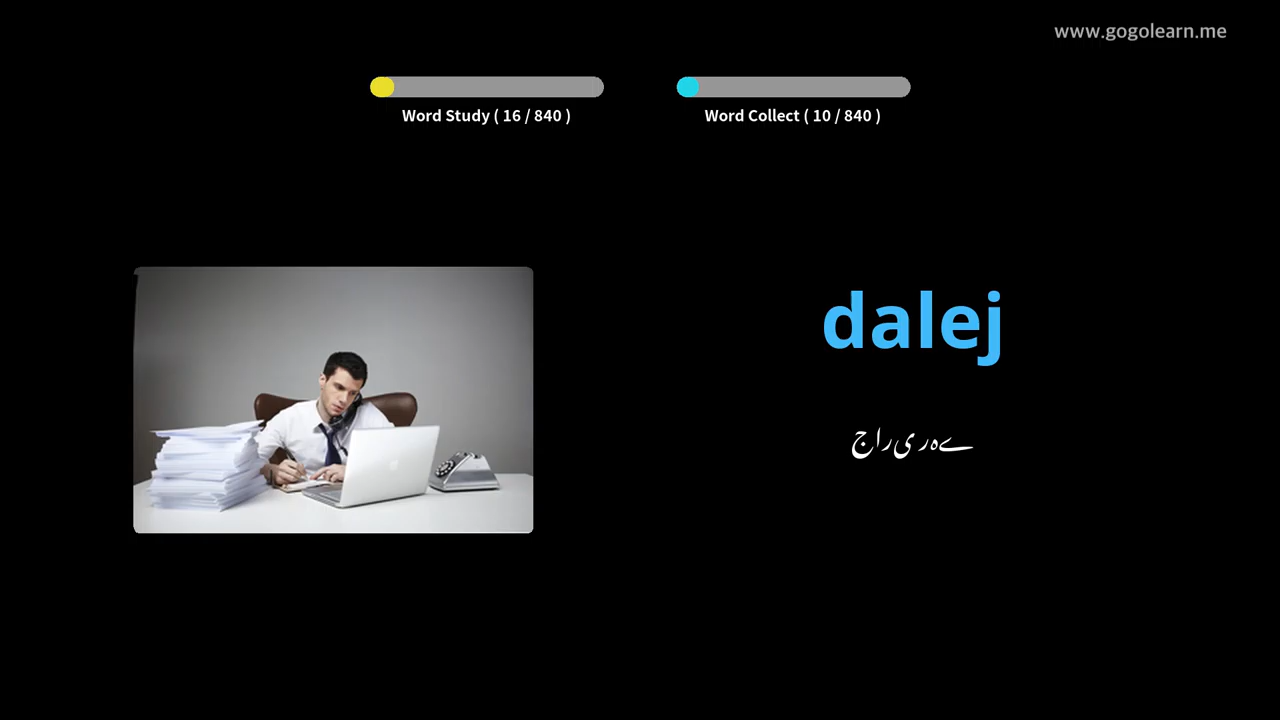 www.gogolearn.me
Word Study ( 16 / 840 )
Word Collect ( 10 / 840 )
dalej
جاری رہے